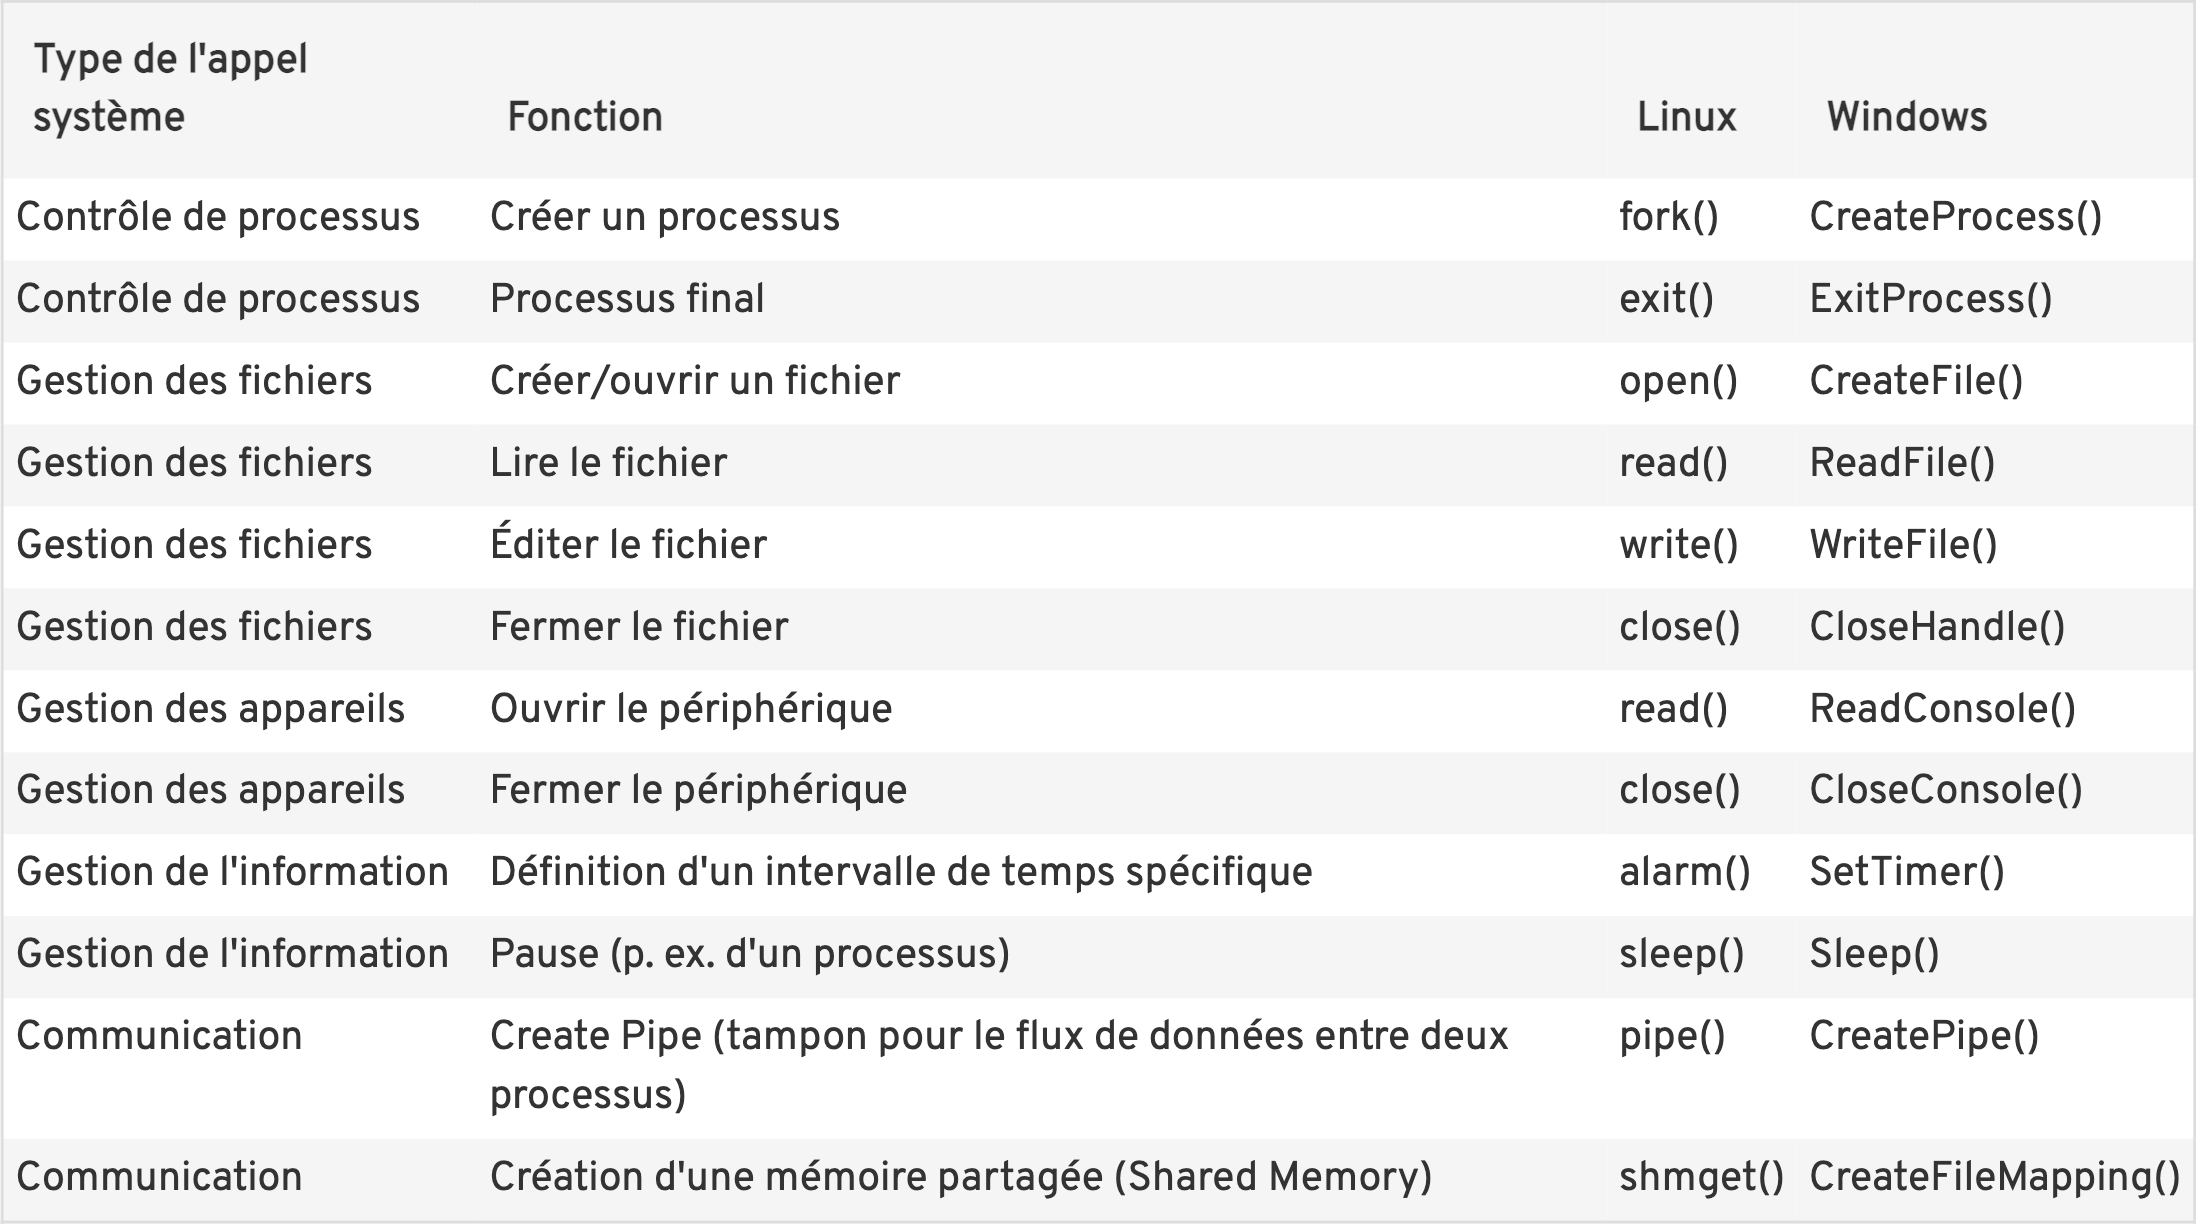 Type de l'appel
système Fonction Linux Windows
Contrôle de processus Créer un processus fork() CreateProcess()
Contrôle de processus Processus final exit() ExitProcess()
Gestion des fichiers Créer/ouvrir un fichier open() CreateFile()
Gestion des fichiers Lire le fichier read() ReadFile()
Gestion des fichiers Éditer le fichier write() WriteFile()
Gestion des fichiers Fermer le fichier close() CloseHandle()
Gestion des appareils Ouvrir le périphérique read() ReadConsole()
Gestion des appareils Fermer le périphérique close() CloseConsole()
Gestion de l'information Définition d'un intervalle de temps spécifique alarm() SetTimer()
Gestion de l'information Pause (p. ex. d'un processus) sleep() Sleep()
Communication Create Pipe (tampon pour le flux de données entre deux pipe() CreatePipe()
processus)
Communication Création d'une mémoire partagée (Shared Memory) shmget() CreateFileMapping()